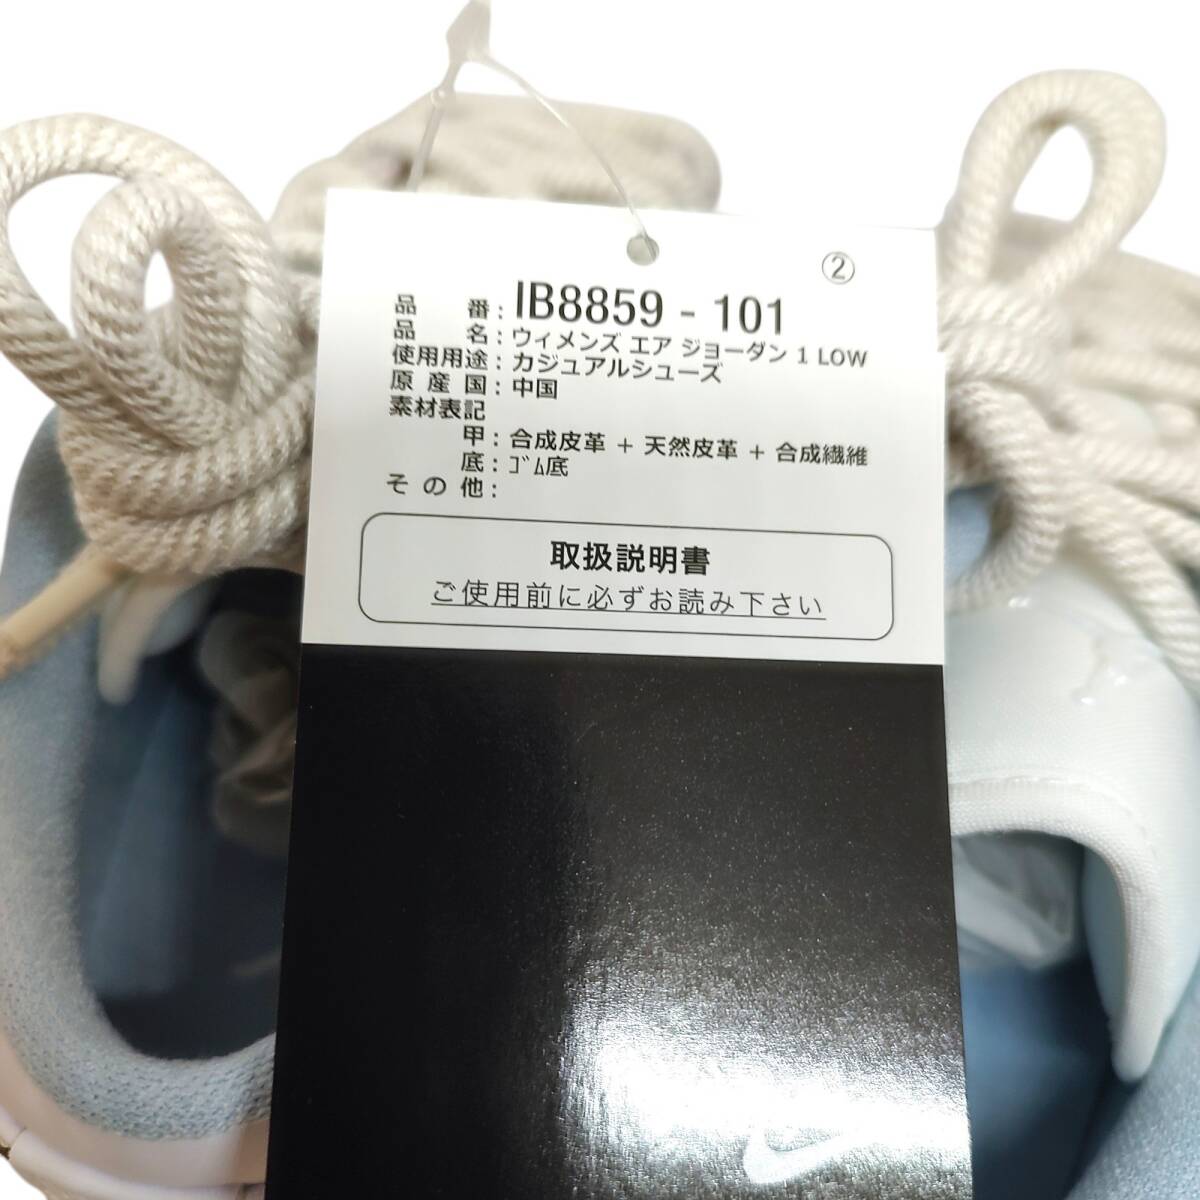 ②
品番：IB8859 - 101
品名：ウィメンズ エア ジョーダン 1 LOW
使用用途：カジュアルシューズ
原産国：中国
素材表記
甲：合成皮革 + 天然皮革 + 合成繊維
底：ｺﾞﾑ底
その他：
取扱説明書
ご使用前に必ずお読み下さい